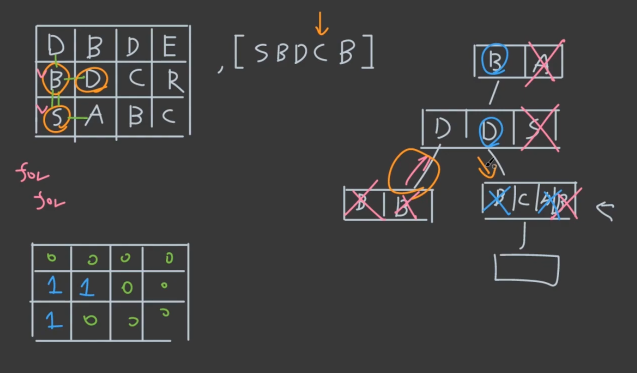 D B D E
, [ S B D C B ]
B D C R
S A B C
B A
D D S
B B
B C A B
for
for
0 0 0 0
1 1 0 0
1 0 0 0